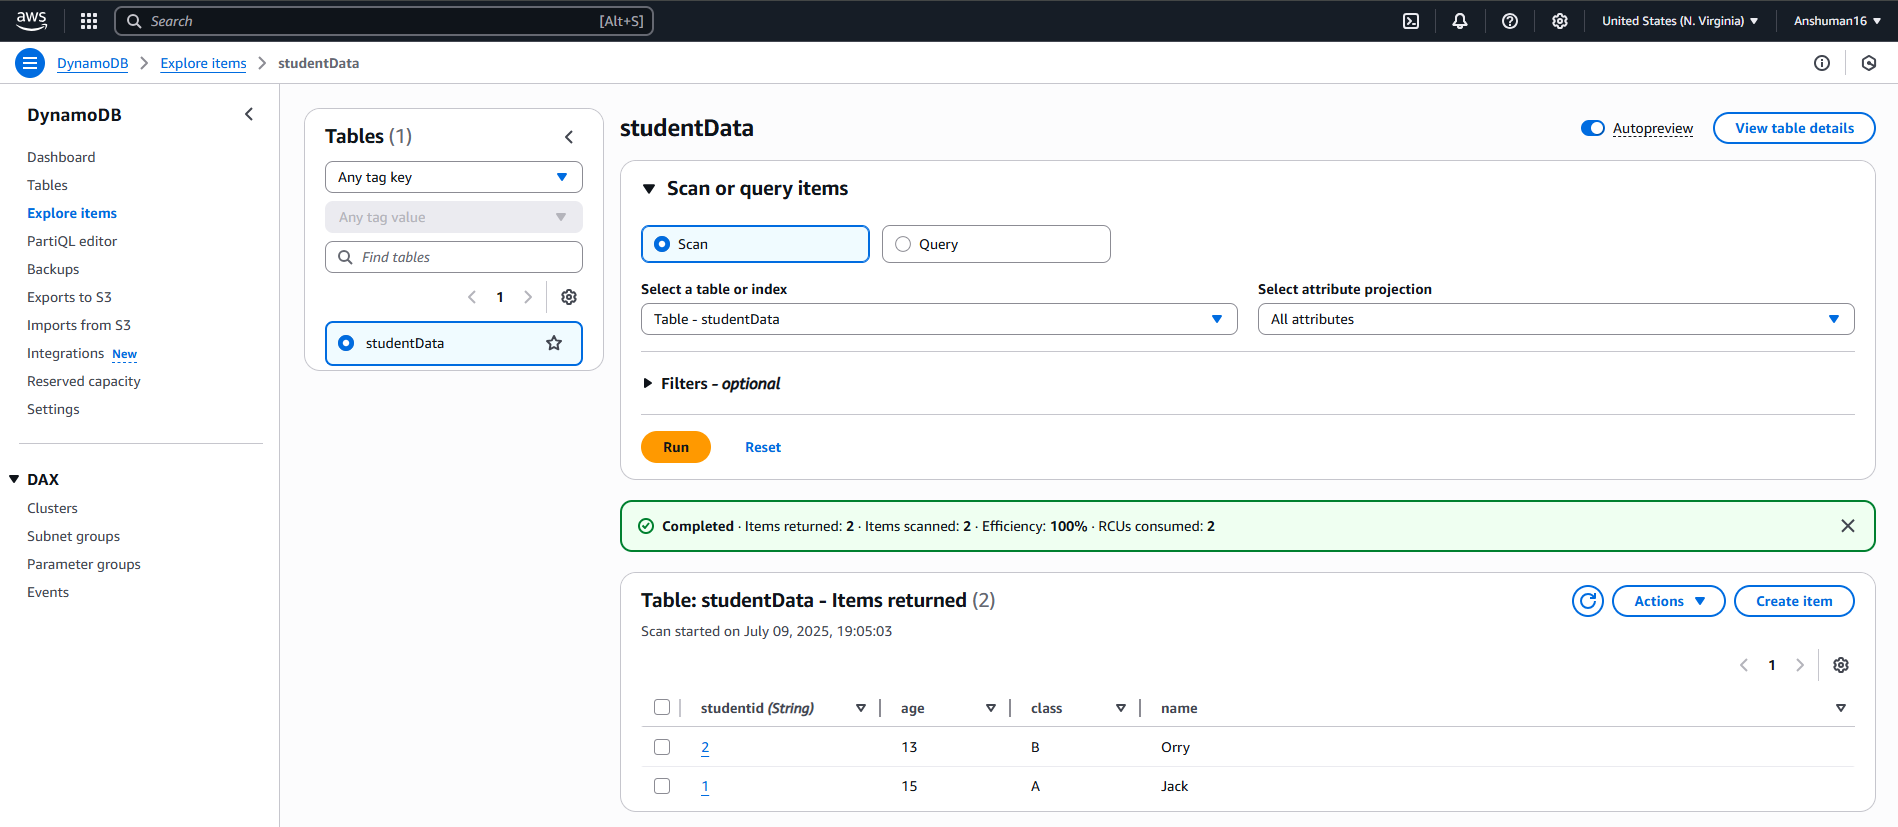 aws
Search [Alt+S]
United States (N. Virginia)
Anshuman16
DynamoDB
Explore items
studentData
DynamoDB
Dashboard
Tables
Explore items
PartiQL editor
Backups
Exports to S3
Imports from S3
Integrations New
Reserved capacity
Settings
DAX
Clusters
Subnet groups
Parameter groups
Events
Tables (1)
Any tag key
Any tag value
Find tables
1
studentData
studentData
Autopreview
View table details
Scan or query items
Scan
Query
Select a table or index
Table - studentData
Select attribute projection
All attributes
Filters - optional
Run
Reset
Completed · Items returned: 2 · Items scanned: 2 · Efficiency: 100% · RCUs consumed: 2
Table: studentData - Items returned (2)
Scan started on July 09, 2025, 19:05:03
Actions
Create item
1
studentid (String) age class name
2 13 B Orry
1 15 A Jack